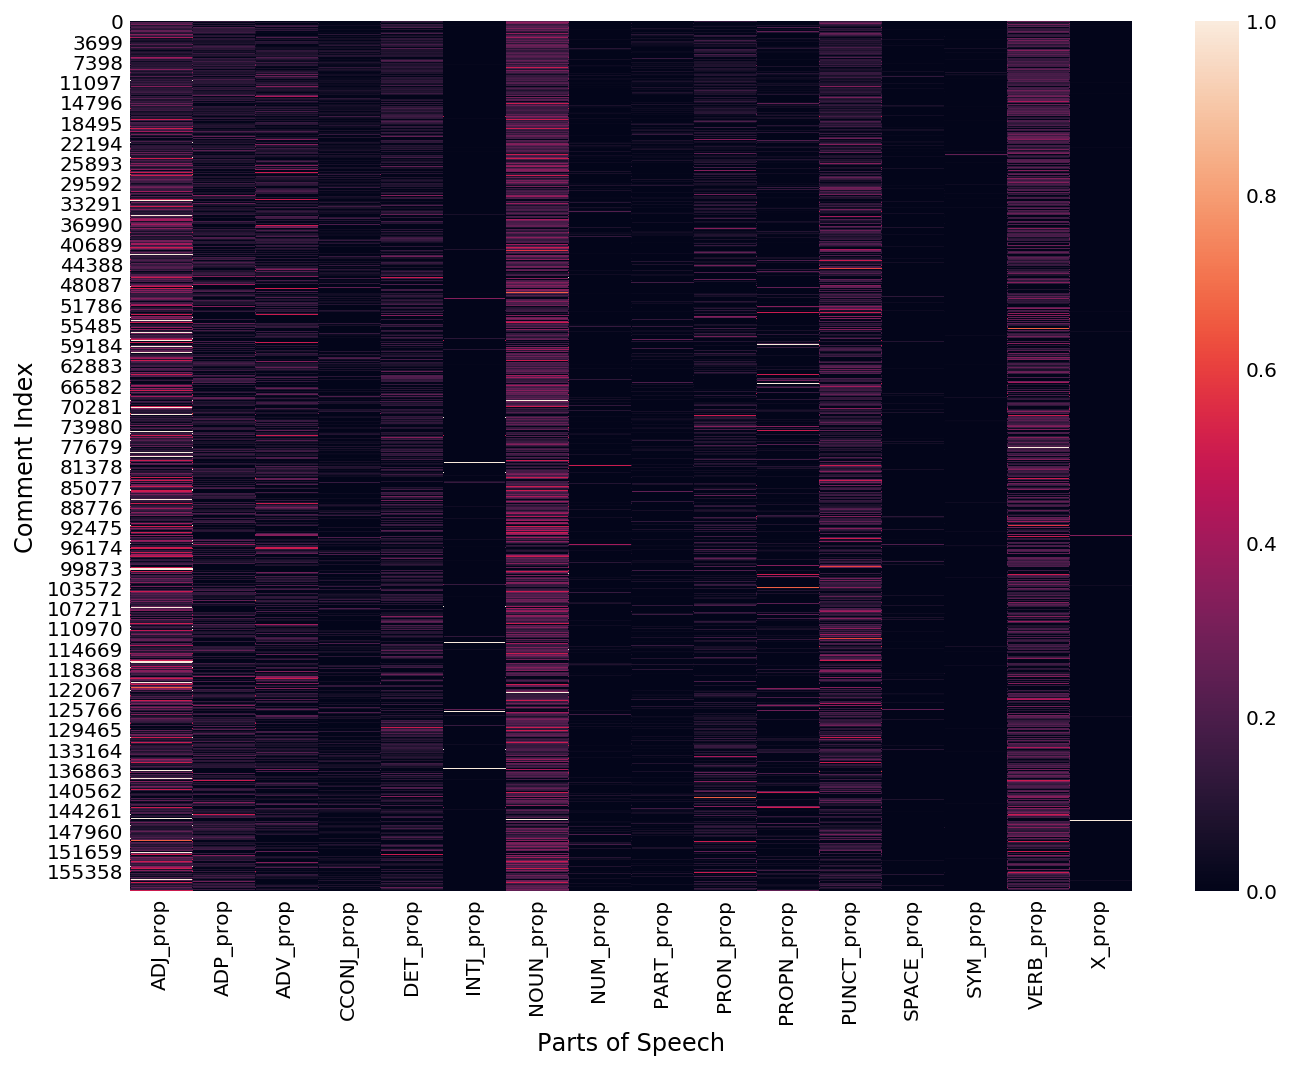 0
3699
7398
11097
14796
18495
22194
25893
29592
33291
36990
40689
44388
48087
51786
55485
59184
62883
66582
70281
73980
77679
81378
85077
88776
92475
96174
99873
103572
107271
110970
114669
118368
122067
125766
129465
133164
136863
140562
144261
147960
151659
155358
Comment Index
ADJ_prop
ADP_prop
ADV_prop
CCONJ_prop
DET_prop
INTJ_prop
NOUN_prop
NUM_prop
PART_prop
PRON_prop
PROPN_prop
PUNCT_prop
SPACE_prop
SYM_prop
VERB_prop
X_prop
Parts of Speech
1.0
0.8
0.6
0.4
0.2
0.0